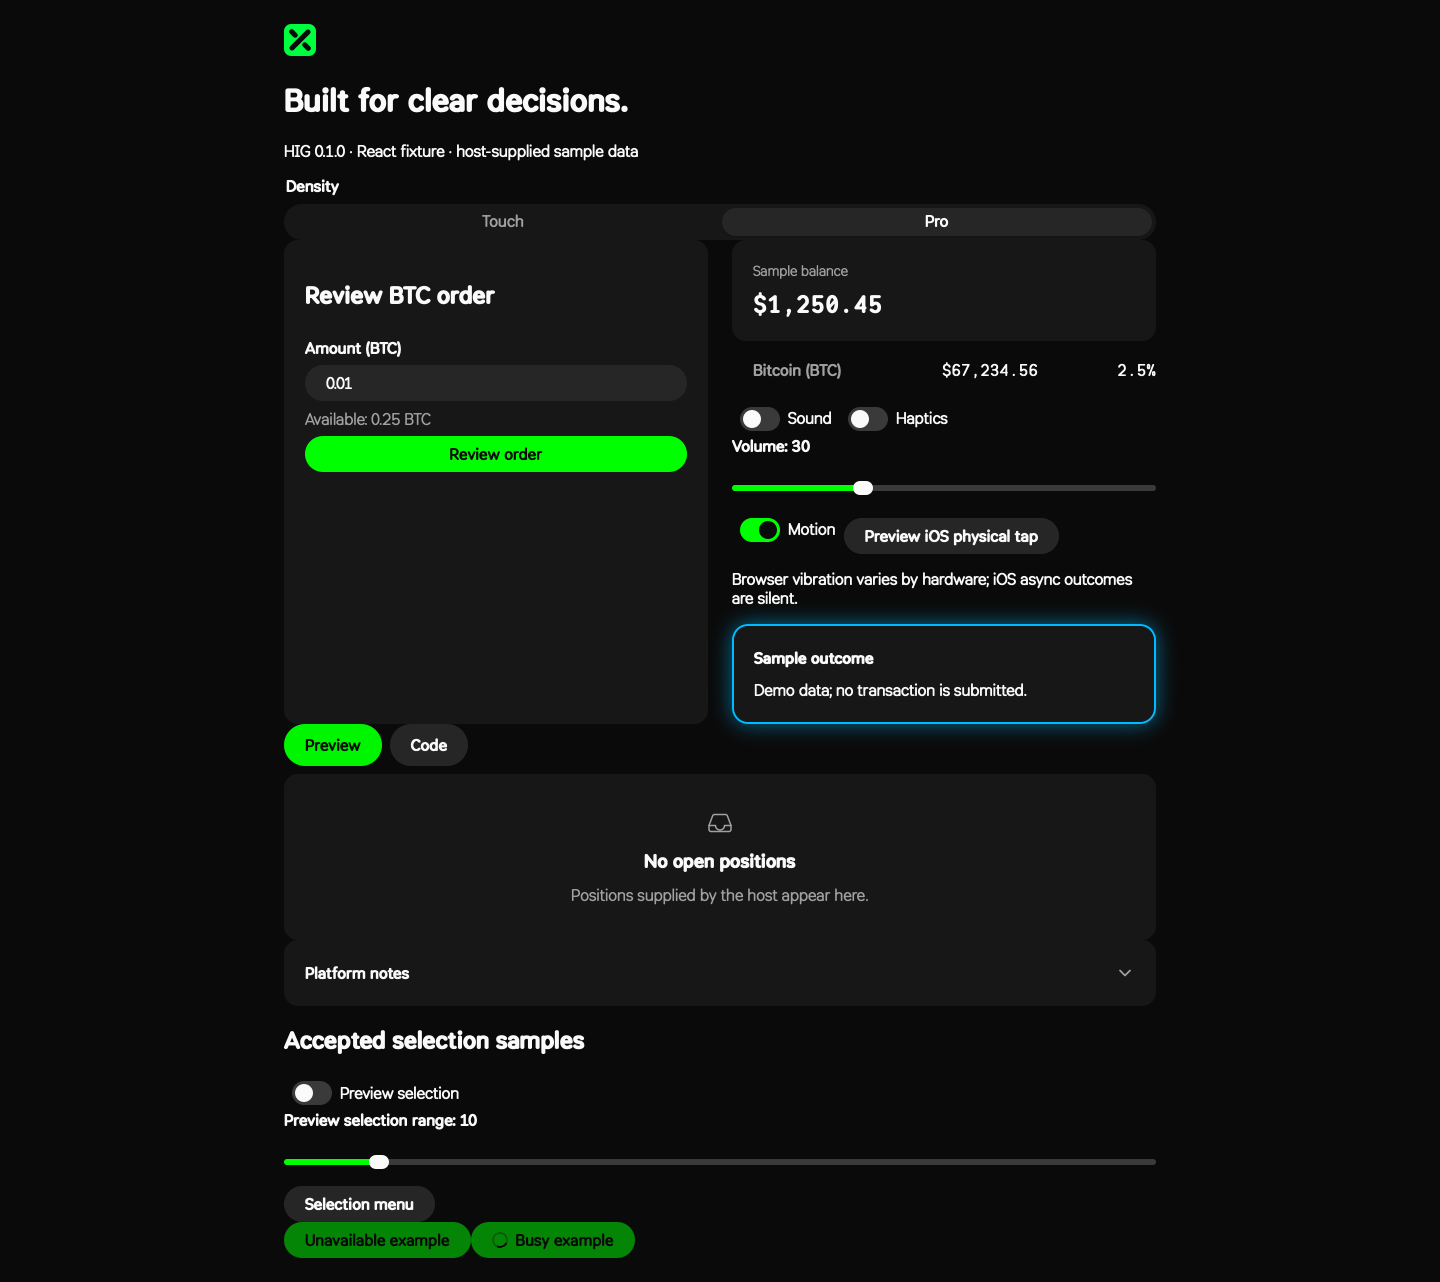 Built for clear decisions.
HIG 0.1.0 · React fixture · host-supplied sample data
Density
Touch
Pro
Review BTC order
Amount (BTC)
0.01
Available: 0.25 BTC
Review order
Sample balance
$1,250.45
Bitcoin (BTC) $67,234.56 2.5%
Sound Haptics
Volume: 30
Motion Preview iOS physical tap
Browser vibration varies by hardware; iOS async outcomes
are silent.
Sample outcome
Demo data; no transaction is submitted.
Preview Code
No open positions
Positions supplied by the host appear here.
Platform notes
Accepted selection samples
Preview selection
Preview selection range: 10
Selection menu
Unavailable example Busy example